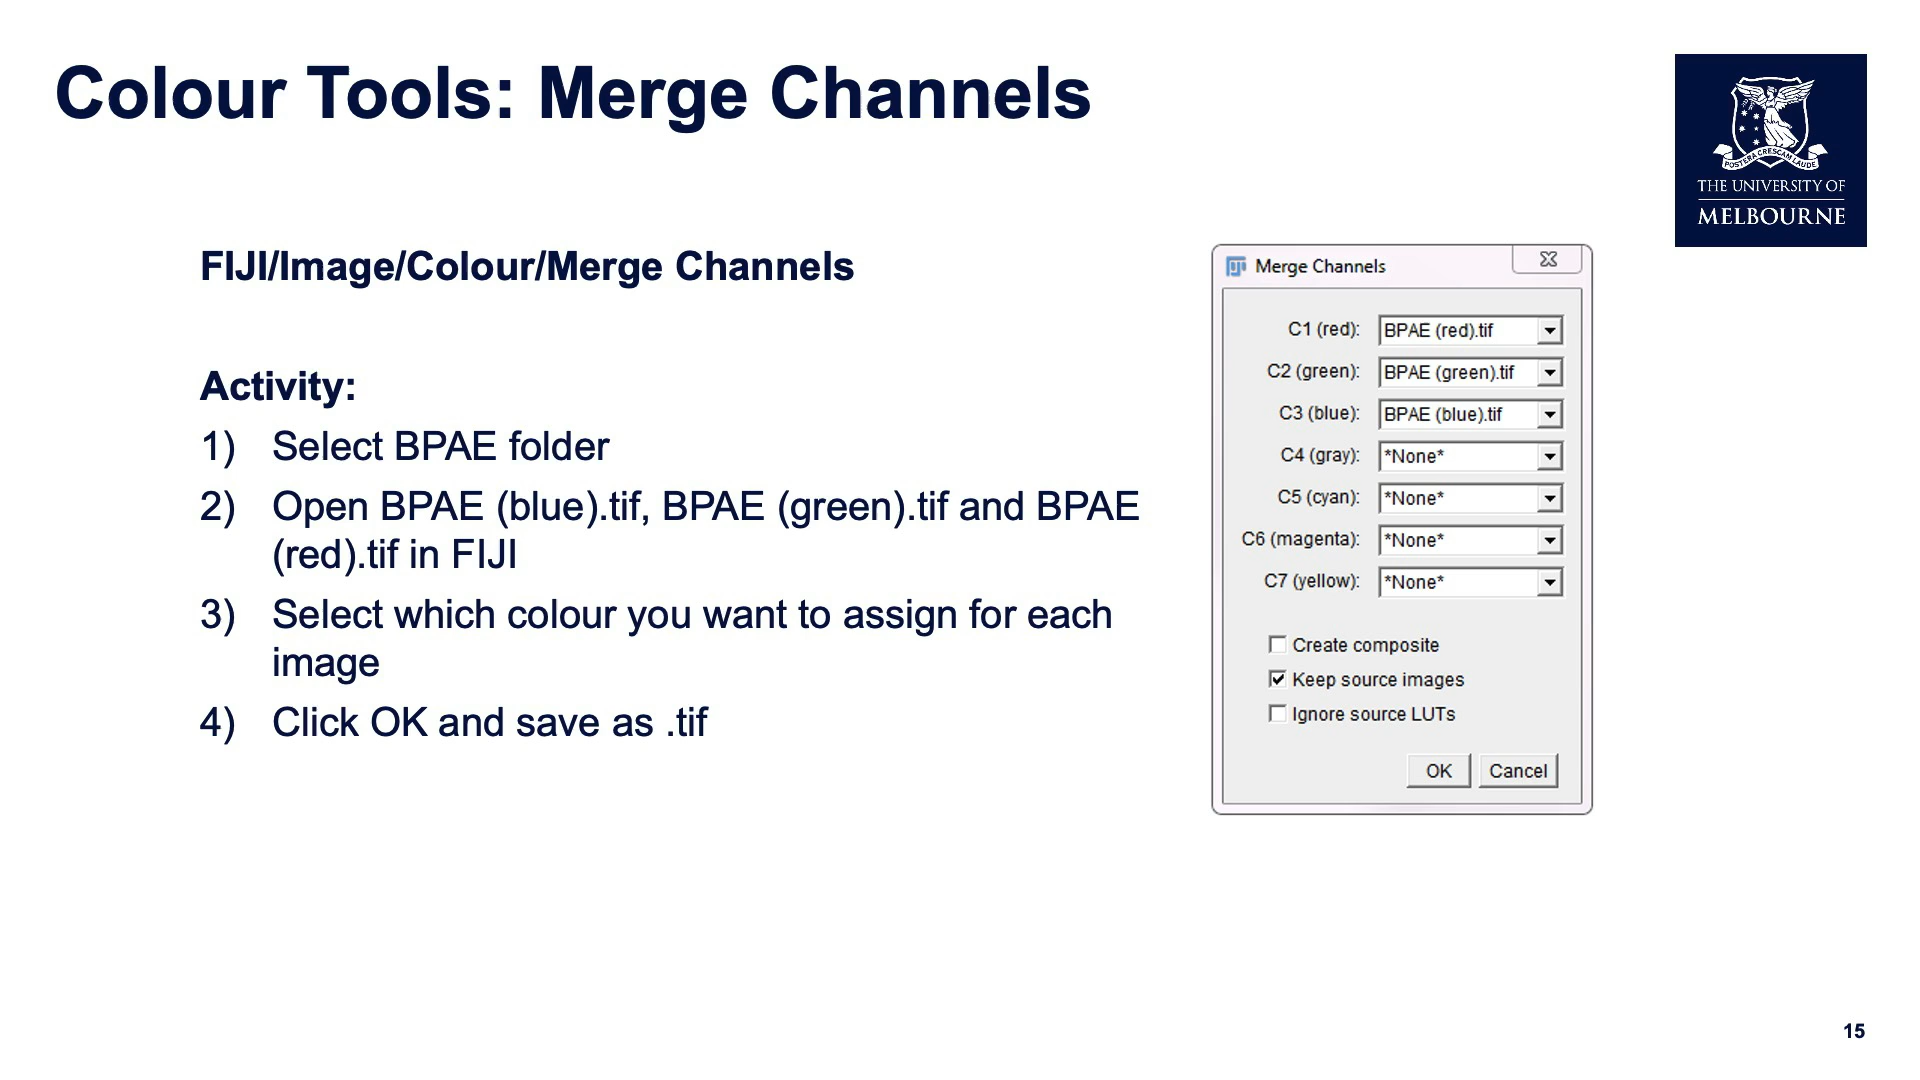 Colour Tools: Merge Channels
POSTERA CRESCAM LAUDE
THE UNIVERSITY OF
MELBOURNE
FIJI/Image/Colour/Merge Channels
Activity:
1) Select BPAE folder
2) Open BPAE (blue).tif, BPAE (green).tif and BPAE
(red).tif in FIJI
3) Select which colour you want to assign for each
image
4) Click OK and save as .tif
Merge Channels
C1 (red): BPAE (red).tif
C2 (green): BPAE (green).tif
C3 (blue): BPAE (blue).tif
C4 (gray): *None*
C5 (cyan): *None*
C6 (magenta): *None*
C7 (yellow): *None*
Create composite
Keep source images
Ignore source LUTs
OK Cancel
15